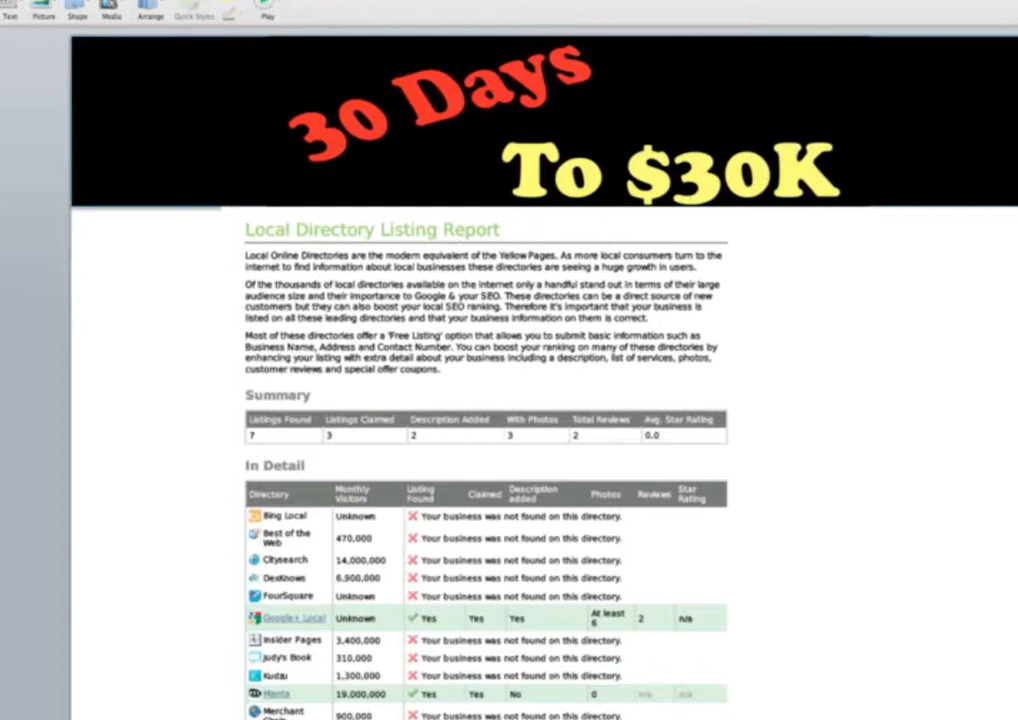 Text Picture Shape Media Arrange Quick Styles Play
30 Days
To $30K
Local Directory Listing Report
Local Online Directories are the modern equivalent of the Yellow Pages. As more local consumers turn to the
internet to find information about local businesses these directories are seeing a huge growth in users.
Of the thousands of local directories available on the internet only a handful stand out in terms of their large
audience size and their importance to Google & your SEO. These directories can be a direct source of new
customers but they can also boost your local SEO ranking. Therefore it's important that your business is
listed on all these leading directories and that your business information on them is correct.
Most of these directories offer a 'Free Listing' option that allows you to submit basic information such as
Business Name, Address and Contact Number. You can boost your ranking on many of these directories by
enhancing your listing with extra detail about your business including a description, list of services, photos,
customer reviews and special offer coupons.
Summary
Listings Found Listings Claimed Description Added With Photos Total Reviews Avg. Star Rating
7 3 2 3 2 0.0
In Detail
Directory Monthly Visitors Listing Found Claimed Description added Photos Reviews Star Rating
Bing Local Unknown Your business was not found on this directory.
Best of the Web 470,000 Your business was not found on this directory.
Citysearch 14,000,000 Your business was not found on this directory.
DexKnows 6,900,000 Your business was not found on this directory.
FourSquare Unknown Your business was not found on this directory.
Google+ Local Unknown Yes Yes Yes At least 6 2 n/a
Insider Pages 3,400,000 Your business was not found on this directory.
Judy's Book 310,000 Your business was not found on this directory.
Kudzu 1,300,000 Your business was not found on this directory.
Manta 19,000,000 Yes Yes No 0 n/a n/a
Merchant 900,000 Your business was not found on this directory.